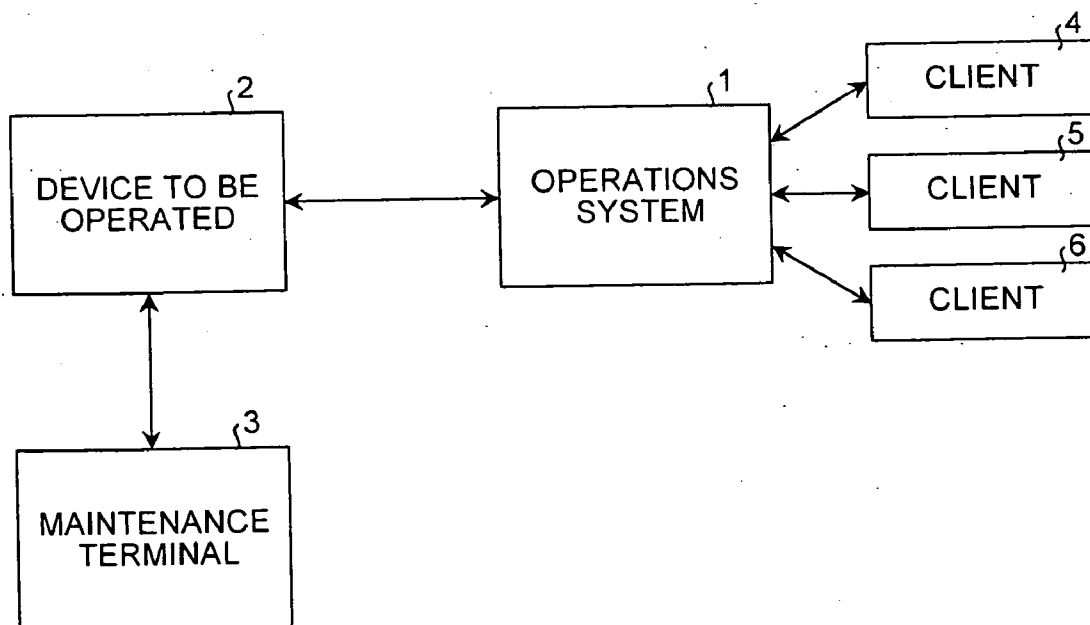 4
CLIENT
2
1
DEVICE TO BE
OPERATED
OPERATIONS
SYSTEM
5
CLIENT
6
CLIENT
3
MAINTENANCE
TERMINAL